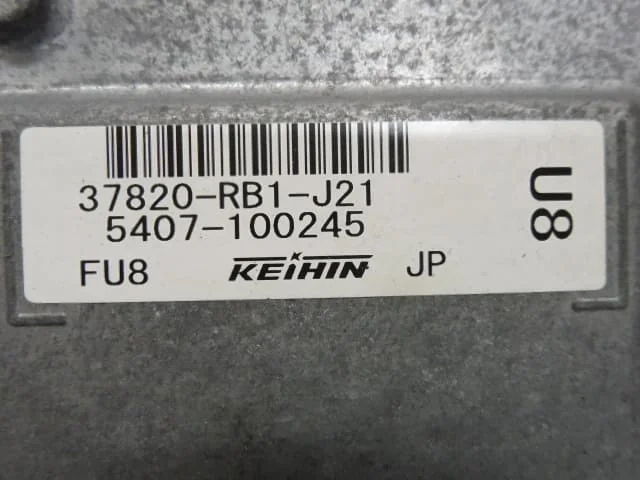 37820-RB1-J21
5407-100245
FU8 KEIHIN JP
U8